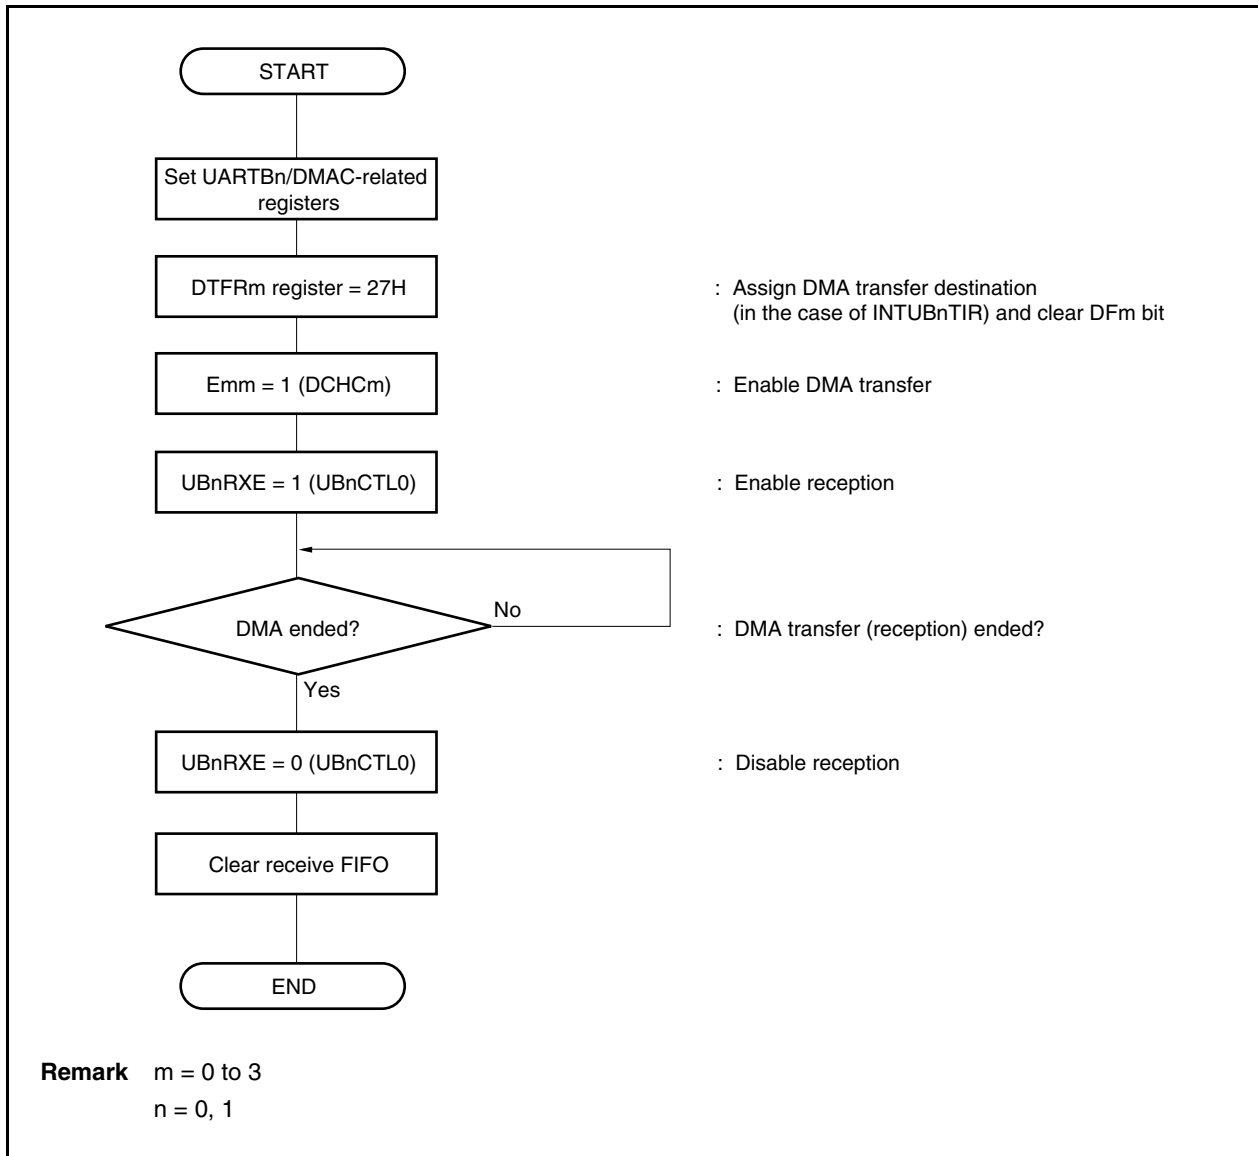 START
Set UARTBn/DMAC-related
registers
DTFRm register = 27H
: Assign DMA transfer destination
(in the case of INTUBnTIR) and clear DFm bit
Emm = 1 (DCHCm)
: Enable DMA transfer
UBnRXE = 1 (UBnCTL0)
: Enable reception
DMA ended?
No
: DMA transfer (reception) ended?
Yes
UBnRXE = 0 (UBnCTL0)
: Disable reception
Clear receive FIFO
END
Remark m = 0 to 3
n = 0, 1